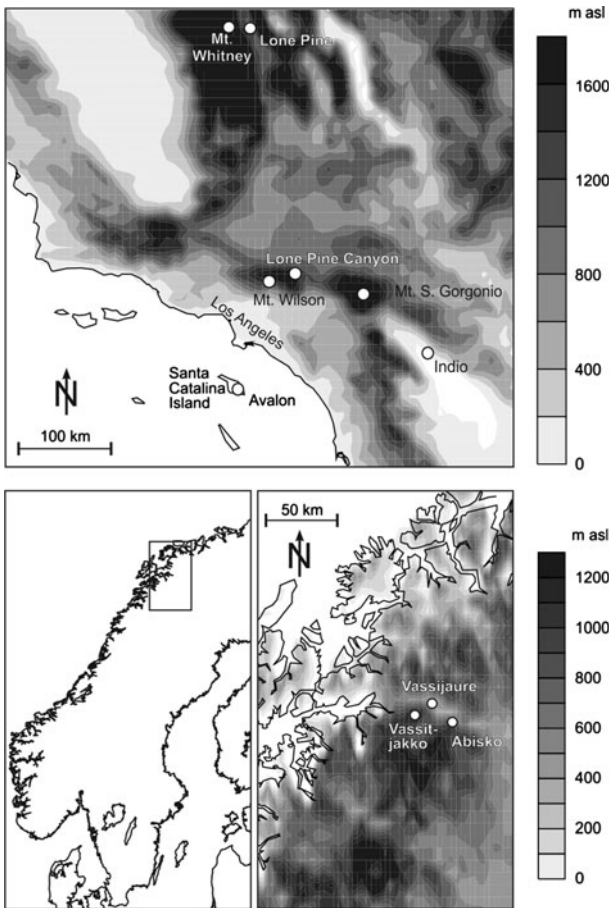 m asl
Mt.
Whitney
Lone Pine
1600
1200
800
400
0
Lone Pine Canyon
Mt. Wilson
Mt. S. Gorgonio
Los Angeles
Indio
Santa
Catalina
Island
Avalon
N
100 km
50 km
N
m asl
1200
1000
800
600
400
200
0
Vassijaure
Vassit-
jakko
Abisko